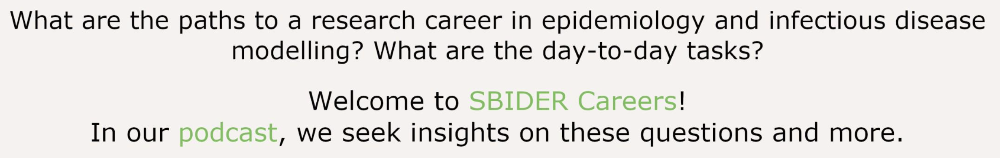 What are the paths to a research career in epidemiology and infectious disease
modelling? What are the day-to-day tasks?
Welcome to SBIDER Careers!
In our podcast, we seek insights on these questions and more.